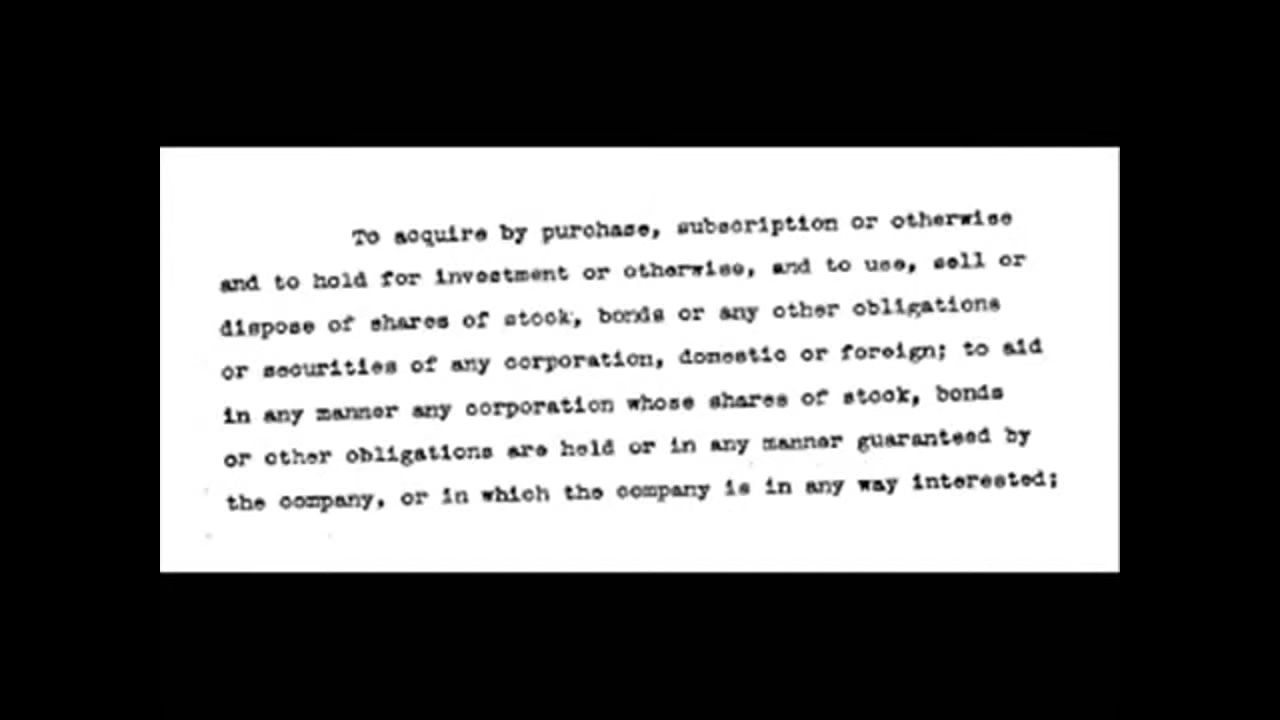 To acquire by purchase, subscription or otherwise
and to hold for investment or otherwise, and to use, sell or
dispose of shares of stock, bonds or any other obligations
or securities of any corporation, domestic or foreign; to aid
in any manner any corporation whose shares of stock, bonds
or other obligations are held or in any manner guaranteed by
the company, or in which the company is in any way interested;